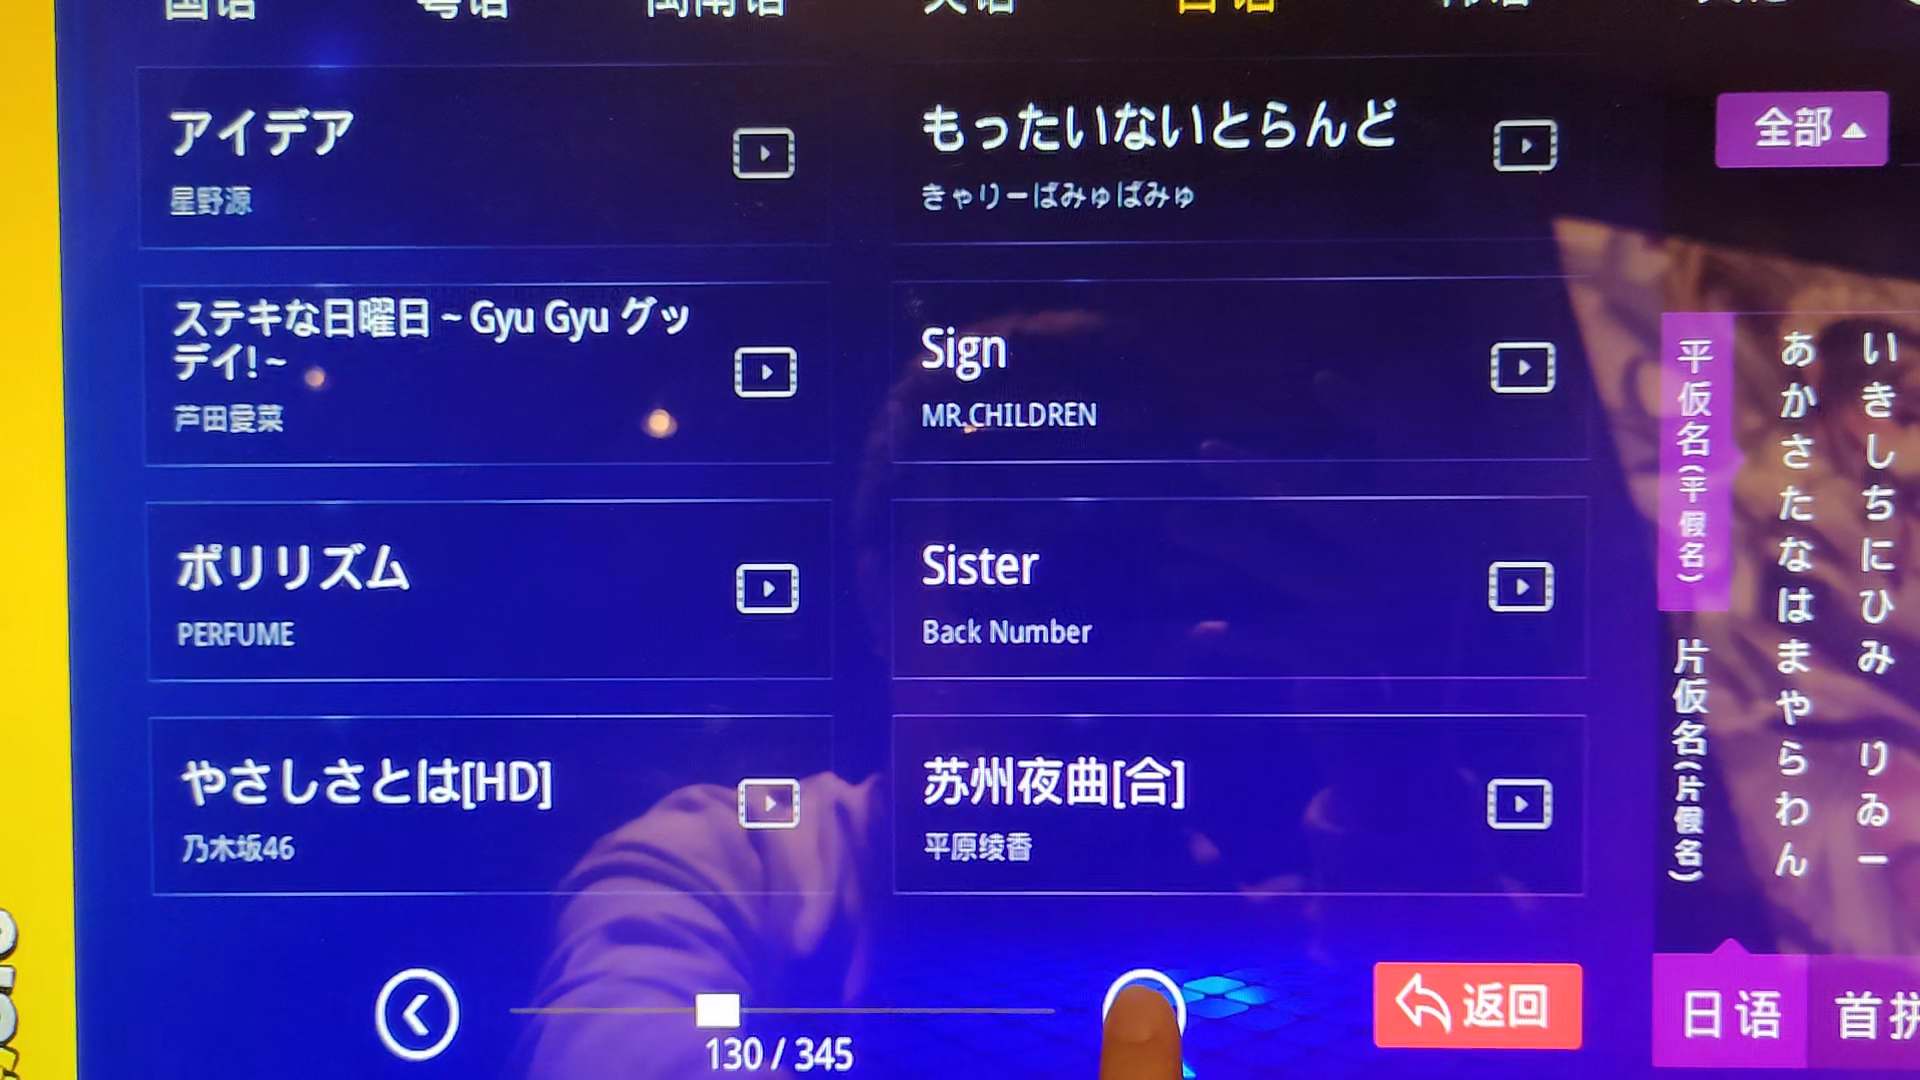 国语 粤语 闽南语 英语 日语 韩语
アイデア
星野源
もったいないとらんど
きゃりーぱみゅぱみゅ
ステキな日曜日 ~ Gyu Gyu グッ
デイ! ~
芦田愛菜
Sign
MR.CHILDREN
ポリリズム
PERFUME
Sister
Back Number
やさしさとは[HD]
乃木坂46
苏州夜曲[合]
平原绫香
130 / 345
返回
全部
平仮名(平假名)
片仮名(片假名)
あかさたなはまやらわん
いきしちにひみ りゐー
日语
首拼